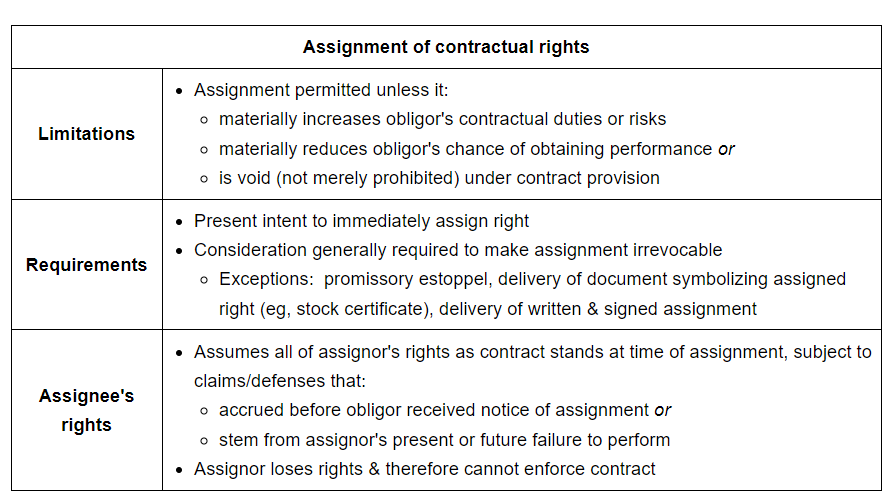 Assignment of contractual rights
Limitations
• Assignment permitted unless it:
○ materially increases obligor's contractual duties or risks
○ materially reduces obligor's chance of obtaining performance or
○ is void (not merely prohibited) under contract provision
Requirements
• Present intent to immediately assign right
• Consideration generally required to make assignment irrevocable
○ Exceptions: promissory estoppel, delivery of document symbolizing assigned
right (eg, stock certificate), delivery of written & signed assignment
Assignee's
rights
• Assumes all of assignor's rights as contract stands at time of assignment, subject to
claims/defenses that:
○ accrued before obligor received notice of assignment or
○ stem from assignor's present or future failure to perform
• Assignor loses rights & therefore cannot enforce contract